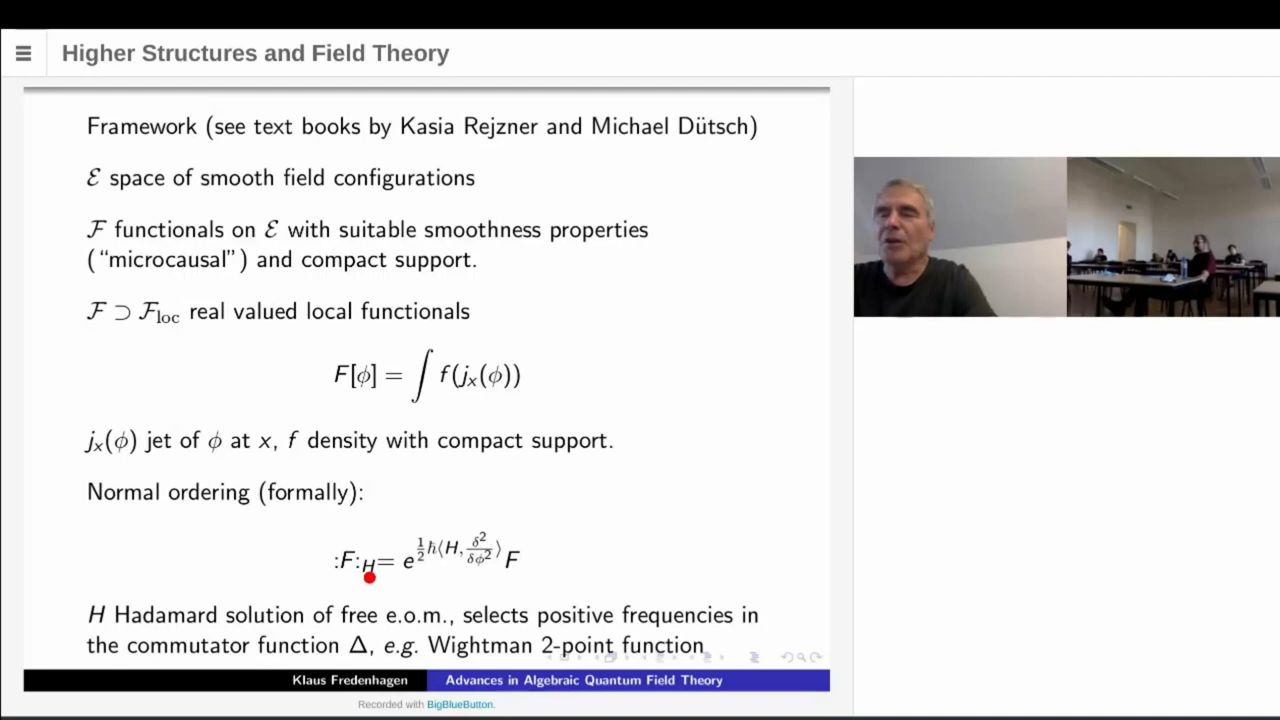 Higher Structures and Field Theory
Framework (see text books by Kasia Rejzner and Michael Dütsch)
ℰ space of smooth field configurations
ℱ functionals on ℰ with suitable smoothness properties
(“microcausal”) and compact support.
ℱ ⊃ ℱ_loc real valued local functionals
F[ϕ] = ∫ f(j_x(ϕ))
j_x(ϕ) jet of ϕ at x, f density with compact support.
Normal ordering (formally):
:F:_H = e^{½ℏ⟨H, δ²/δϕ²⟩} F
H Hadamard solution of free e.o.m., selects positive frequencies in
the commutator function Δ, e.g. Wightman 2-point function
Klaus Fredenhagen Advances in Algebraic Quantum Field Theory
Recorded with BigBlueButton.